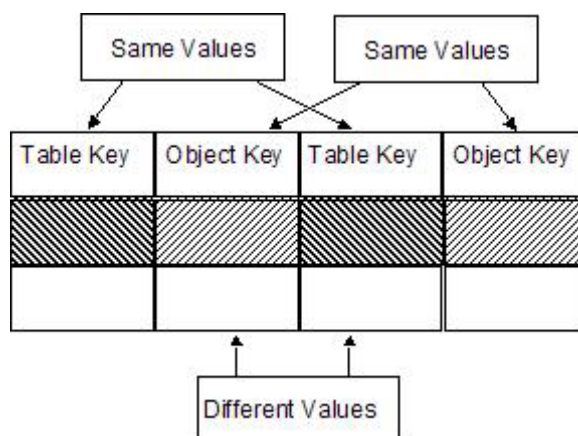 Same Values
Same Values
Table Key
Object Key
Table Key
Object Key
Different Values